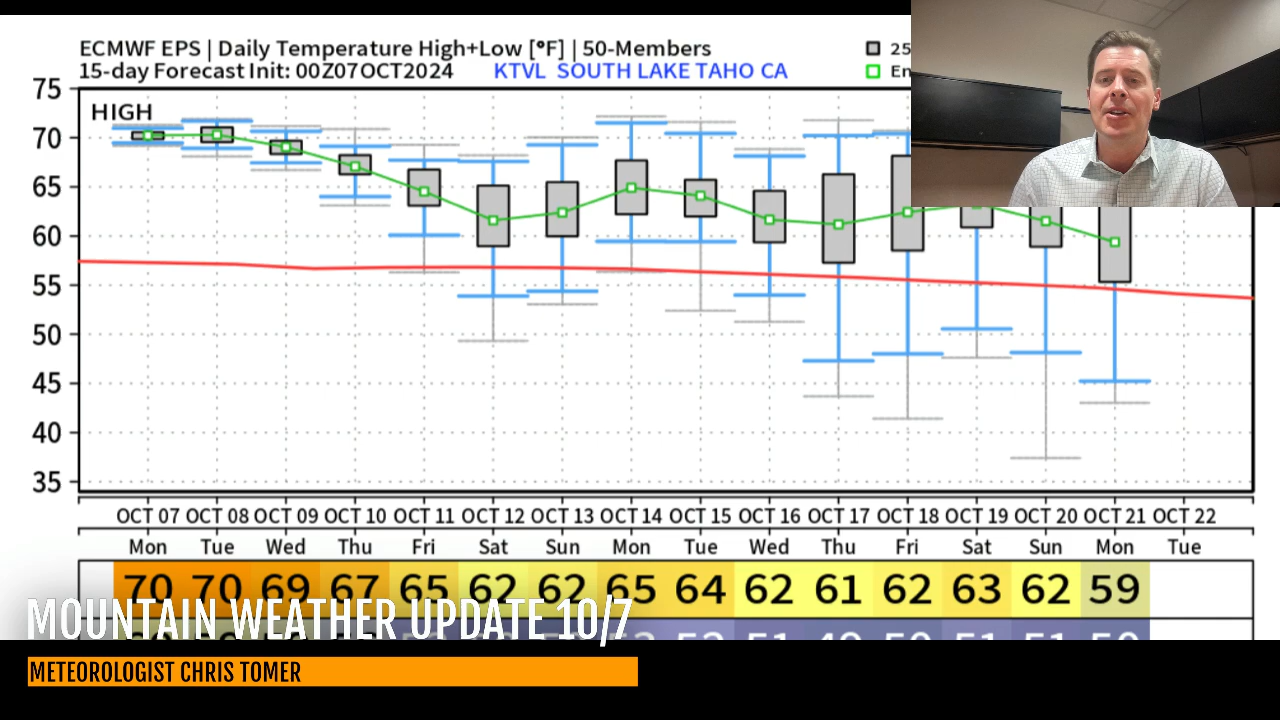 ECMWF EPS | Daily Temperature High+Low [°F] | 50-Members
15-day Forecast Init: 00Z07OCT2024 KTVL SOUTH LAKE TAHO CA
25
En
HIGH
75
70
65
60
55
50
45
40
35
OCT 07 OCT 08 OCT 09 OCT 10 OCT 11 OCT 12 OCT 13 OCT 14 OCT 15 OCT 16 OCT 17 OCT 18 OCT 19 OCT 20 OCT 21 OCT 22
Mon Tue Wed Thu Fri Sat Sun Mon Tue Wed Thu Fri Sat Sun Mon Tue
70 70 69 67 65 62 62 65 64 62 61 62 63 62 59
MOUNTAIN WEATHER UPDATE 10/7
METEOROLOGIST CHRIS TOMER